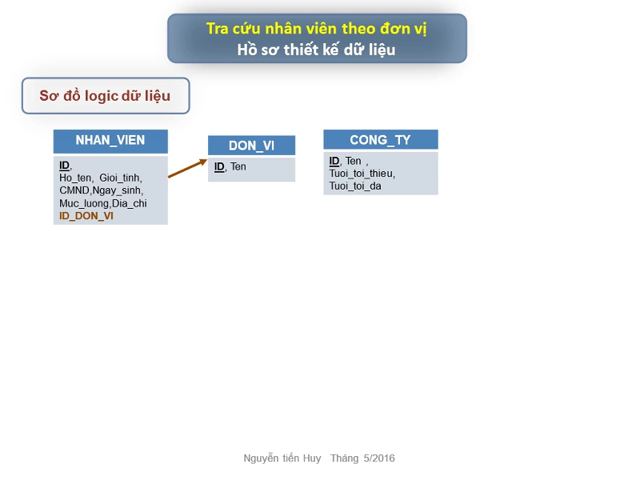 Tra cứu nhân viên theo đơn vị
Hồ sơ thiết kế dữ liệu
Sơ đồ logic dữ liệu
NHAN_VIEN
ID,
Ho_ten, Gioi_tinh,
CMND,Ngay_sinh,
Muc_luong,Dia_chi
ID_DON_VI
DON_VI
ID, Ten
CONG_TY
ID, Ten ,
Tuoi_toi_thieu,
Tuoi_toi_da
Nguyễn tiến Huy Tháng 5/2016